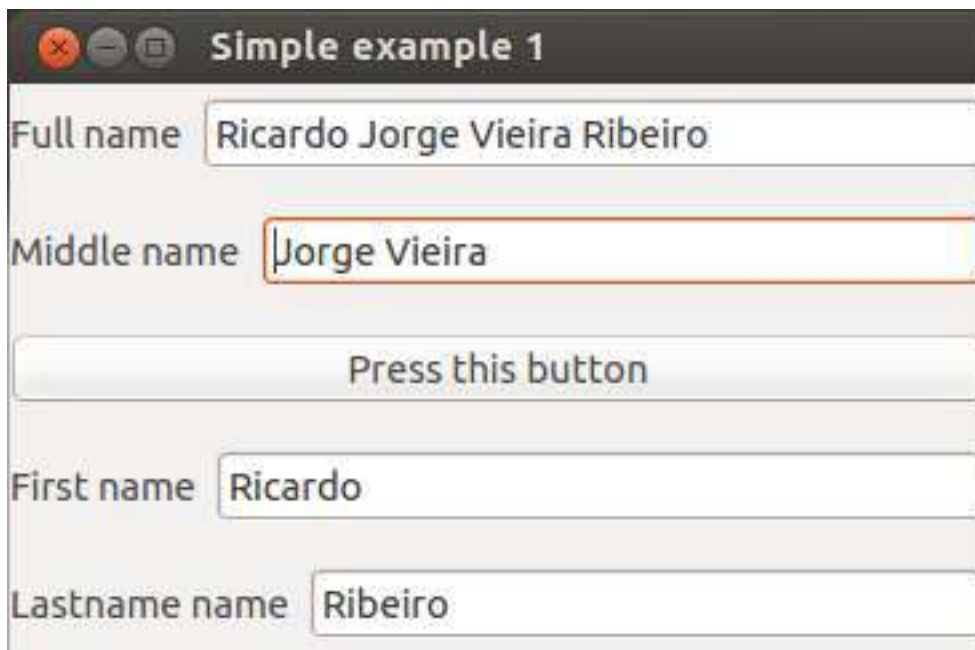 Simple example 1
Full name Ricardo Jorge Vieira Ribeiro
Middle name Jorge Vieira
Press this button
First name Ricardo
Lastname name Ribeiro